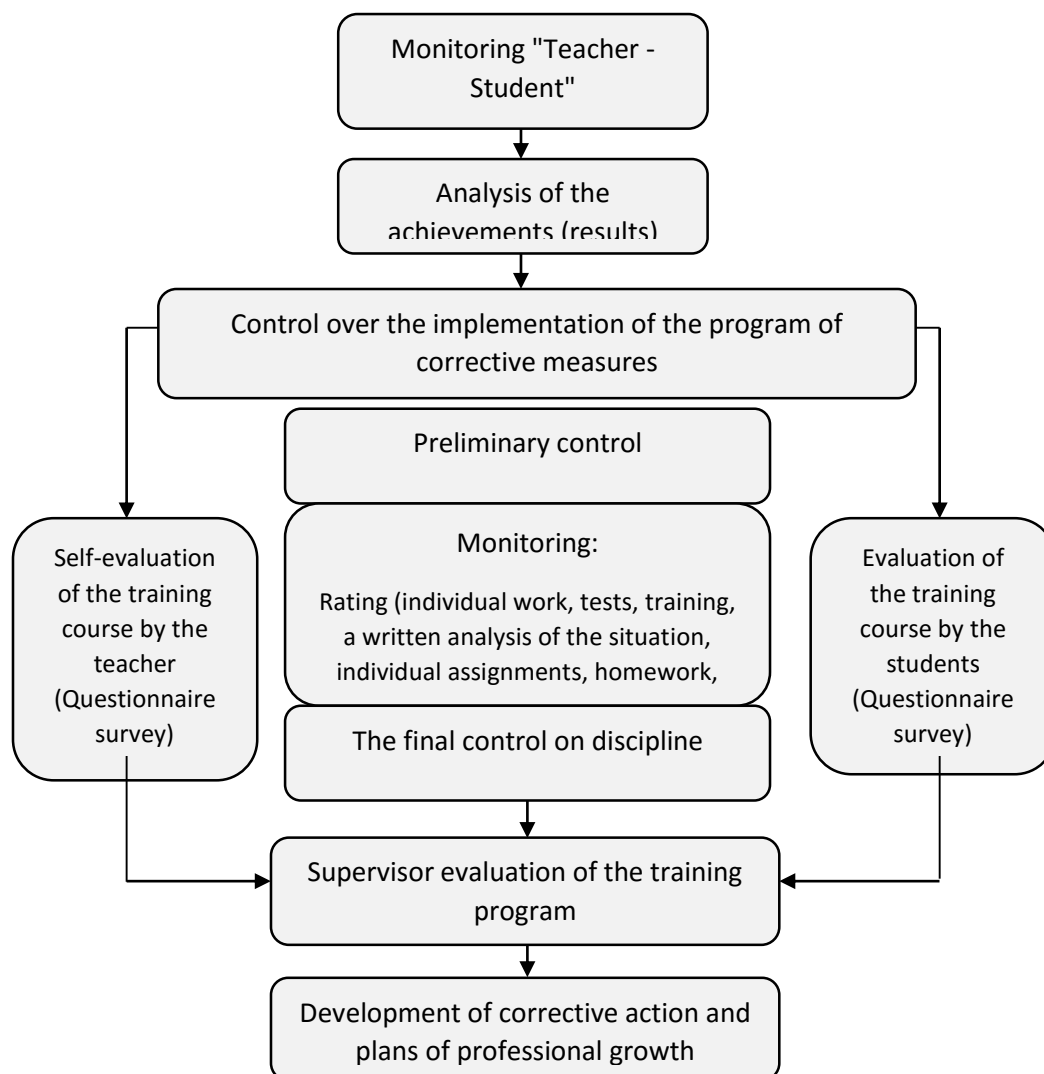 Monitoring "Teacher -
Student"
Analysis of the
achievements (results)
Control over the implementation of the program of
corrective measures
Preliminary control
Monitoring:
Rating (individual work, tests, training,
a written analysis of the situation,
individual assignments, homework,
The final control on discipline
Self-evaluation
of the training
course by the
teacher
(Questionnaire
survey)
Evaluation of
the training
course by the
students
(Questionnaire
survey)
Supervisor evaluation of the training
program
Development of corrective action and
plans of professional growth